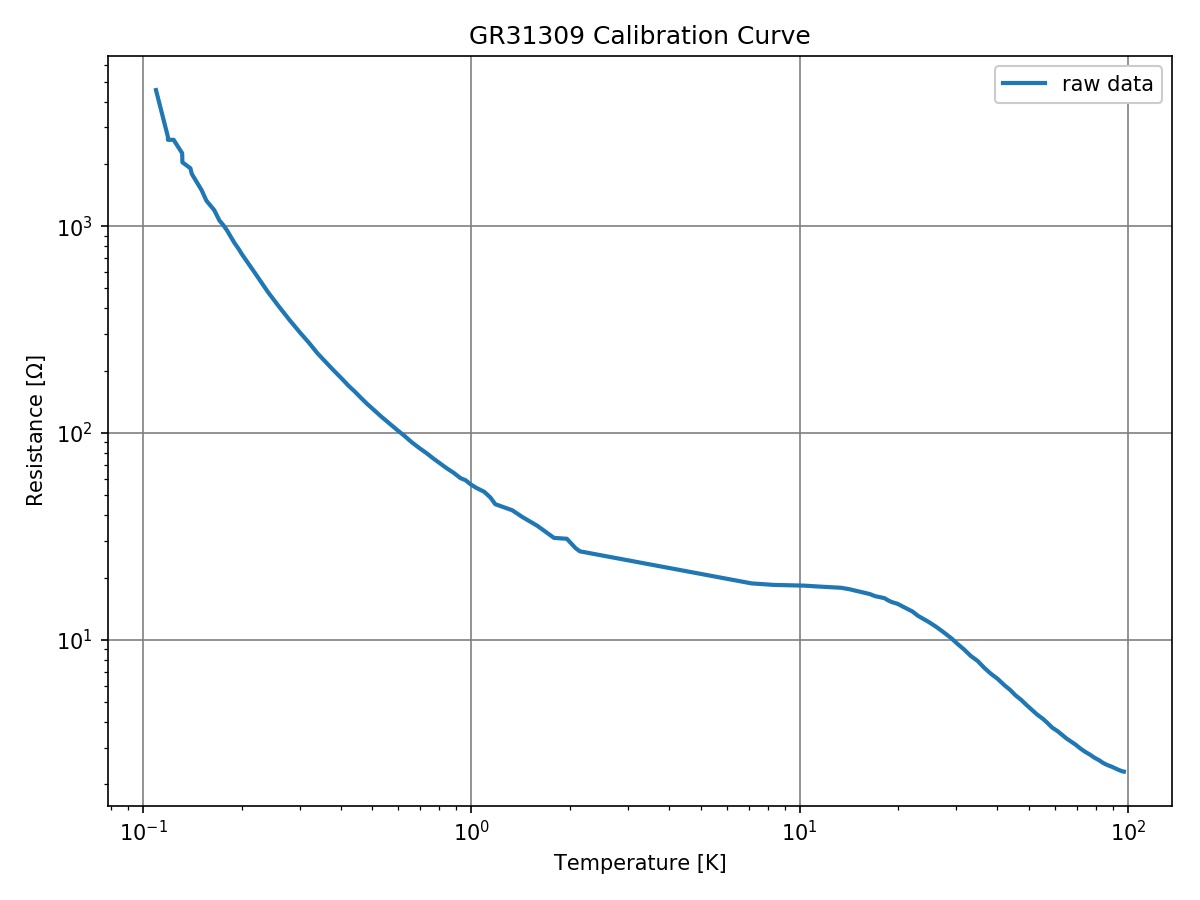 GR31309 Calibration Curve
raw data
Resistance [Ω]
10³
10²
10¹
10⁻¹ 10⁰ 10¹ 10²
Temperature [K]